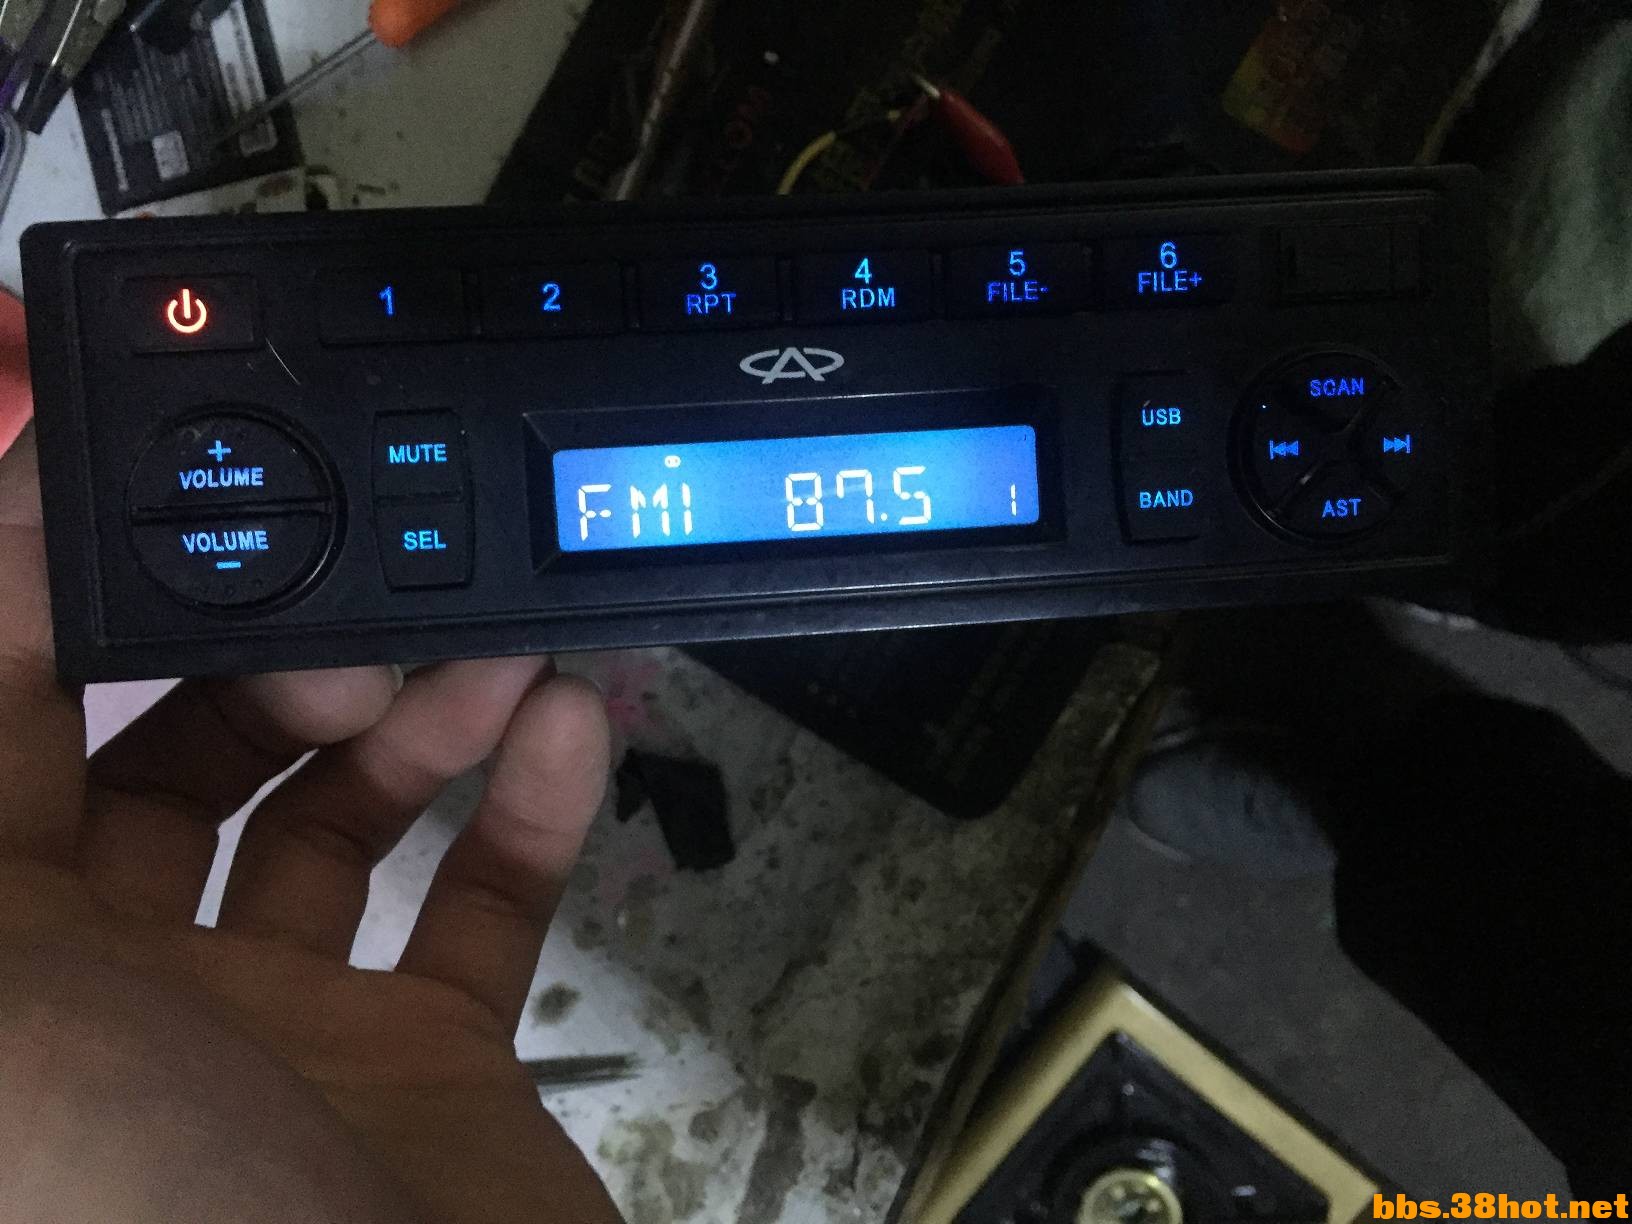 1
2
3
RPT
4
RDM
5
FILE-
6
FILE+
+
VOLUME
VOLUME
-
MUTE
SEL
FM1 87.5 1
USB
BAND
SCAN
AST
bbs.38hot.net